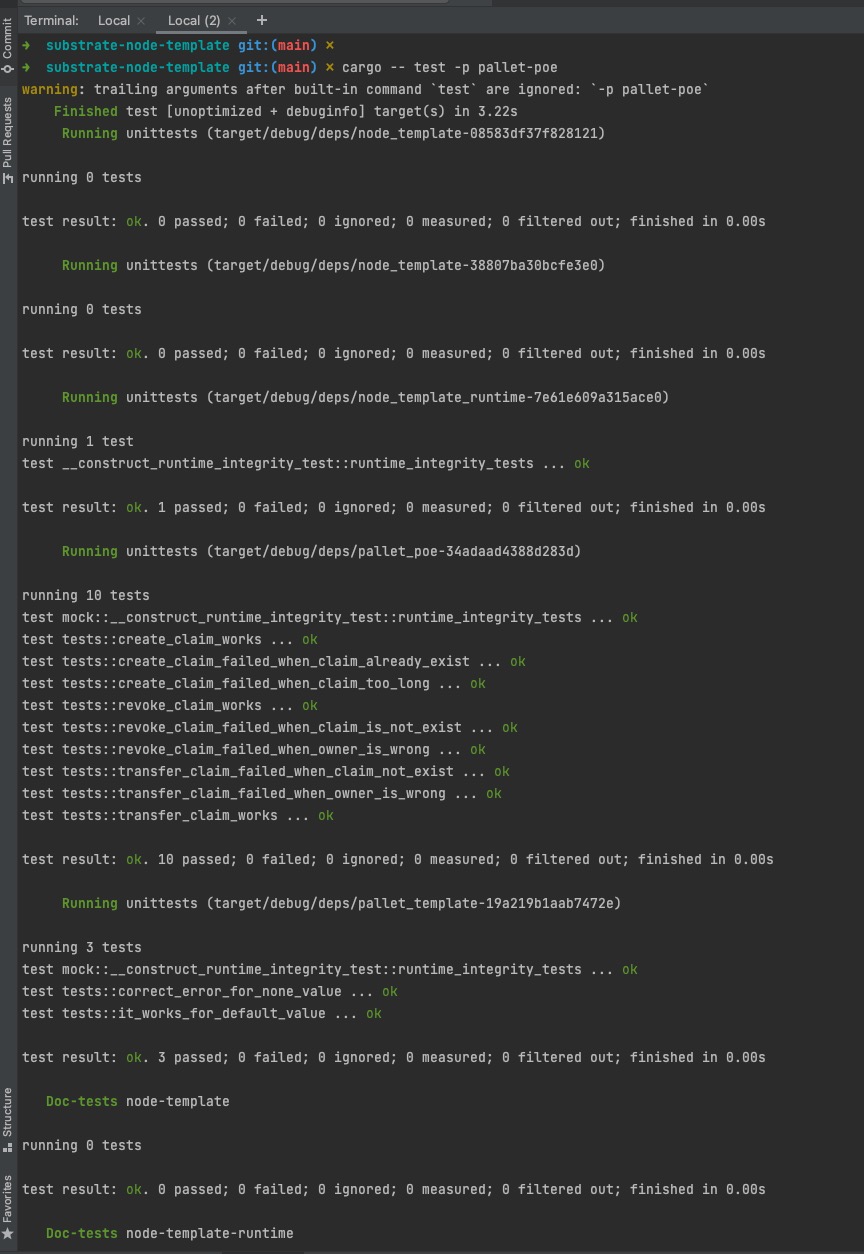 Terminal: Local × Local (2) × +
Commit
Pull Requests
➜ substrate-node-template git:(main) ×
➜ substrate-node-template git:(main) × cargo -- test -p pallet-poe
warning: trailing arguments after built-in command `test` are ignored: `-p pallet-poe`
Finished test [unoptimized + debuginfo] target(s) in 3.22s
Running unittests (target/debug/deps/node_template-08583df37f828121)
running 0 tests
test result: ok. 0 passed; 0 failed; 0 ignored; 0 measured; 0 filtered out; finished in 0.00s
Running unittests (target/debug/deps/node_template-38807ba30bcfe3e0)
running 0 tests
test result: ok. 0 passed; 0 failed; 0 ignored; 0 measured; 0 filtered out; finished in 0.00s
Running unittests (target/debug/deps/node_template_runtime-7e61e609a315ace0)
running 1 test
test __construct_runtime_integrity_test::runtime_integrity_tests ... ok
test result: ok. 1 passed; 0 failed; 0 ignored; 0 measured; 0 filtered out; finished in 0.00s
Running unittests (target/debug/deps/pallet_poe-34adaad4388d283d)
running 10 tests
test mock::__construct_runtime_integrity_test::runtime_integrity_tests ... ok
test tests::create_claim_works ... ok
test tests::create_claim_failed_when_claim_already_exist ... ok
test tests::create_claim_failed_when_claim_too_long ... ok
test tests::revoke_claim_works ... ok
test tests::revoke_claim_failed_when_claim_is_not_exist ... ok
test tests::revoke_claim_failed_when_owner_is_wrong ... ok
test tests::transfer_claim_failed_when_claim_not_exist ... ok
test tests::transfer_claim_failed_when_owner_is_wrong ... ok
test tests::transfer_claim_works ... ok
test result: ok. 10 passed; 0 failed; 0 ignored; 0 measured; 0 filtered out; finished in 0.00s
Running unittests (target/debug/deps/pallet_template-19a219b1aab7472e)
running 3 tests
test mock::__construct_runtime_integrity_test::runtime_integrity_tests ... ok
test tests::correct_error_for_none_value ... ok
test tests::it_works_for_default_value ... ok
test result: ok. 3 passed; 0 failed; 0 ignored; 0 measured; 0 filtered out; finished in 0.00s
Doc-tests node-template
running 0 tests
test result: ok. 0 passed; 0 failed; 0 ignored; 0 measured; 0 filtered out; finished in 0.00s
Doc-tests node-template-runtime
Structure
Favorites